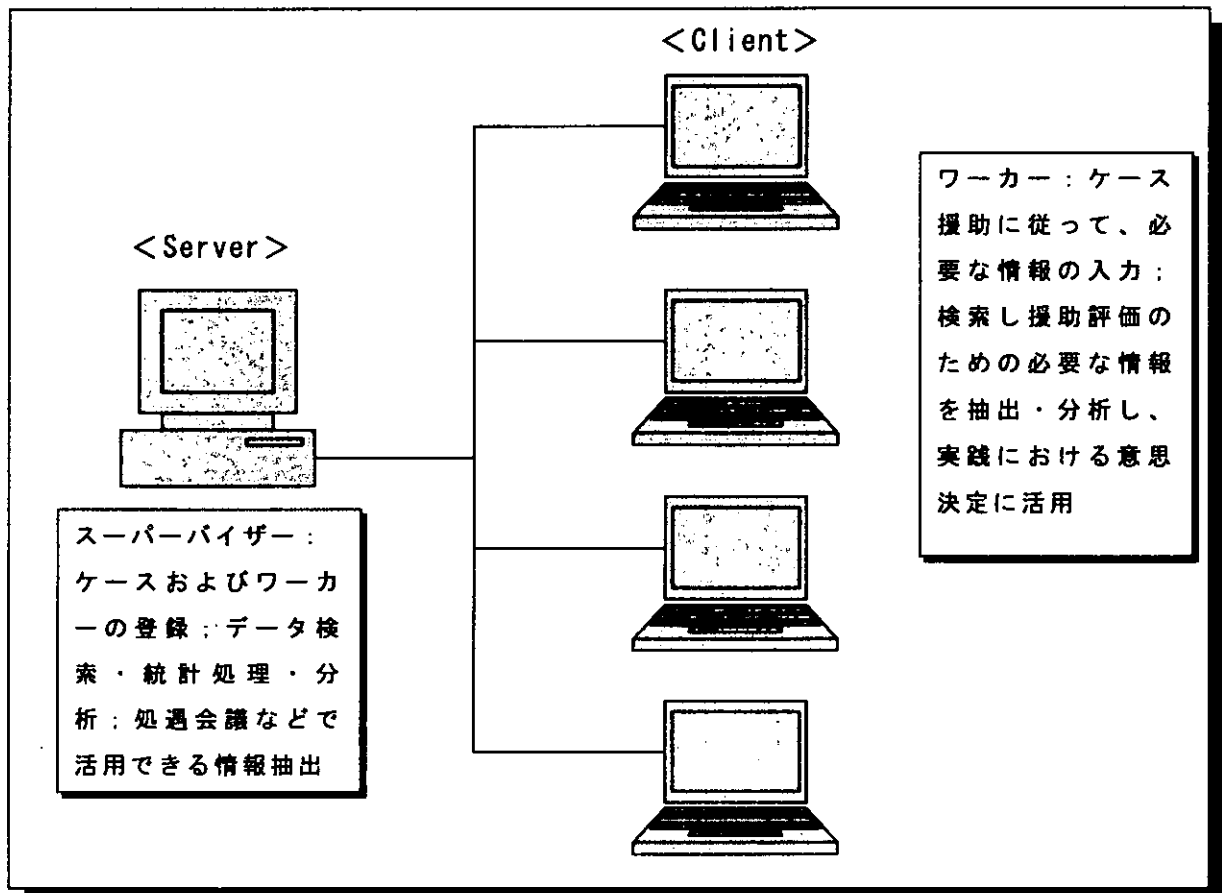 <Client>
<Server>
ワーカー：ケース
援助に従って、必
要な情報の入力；
検索し援助評価の
ための必要な情報
を抽出・分析し、
実践における意思
決定に活用
スーパーバイザー：
ケースおよびワーカ
ーの登録；データ検
索・統計処理・分
析；処遇会議などで
活用できる情報抽出